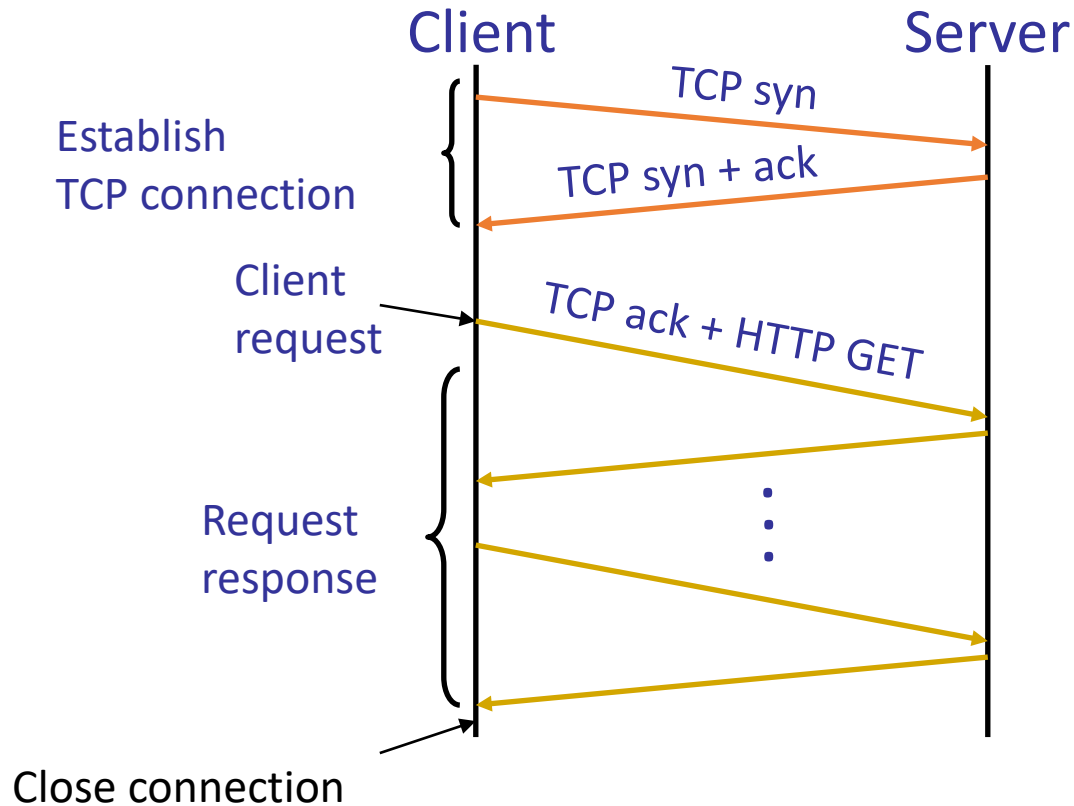 Client
Server
TCP syn
Establish
TCP connection
TCP syn + ack
Client
request
TCP ack + HTTP GET
Request
response
Close connection